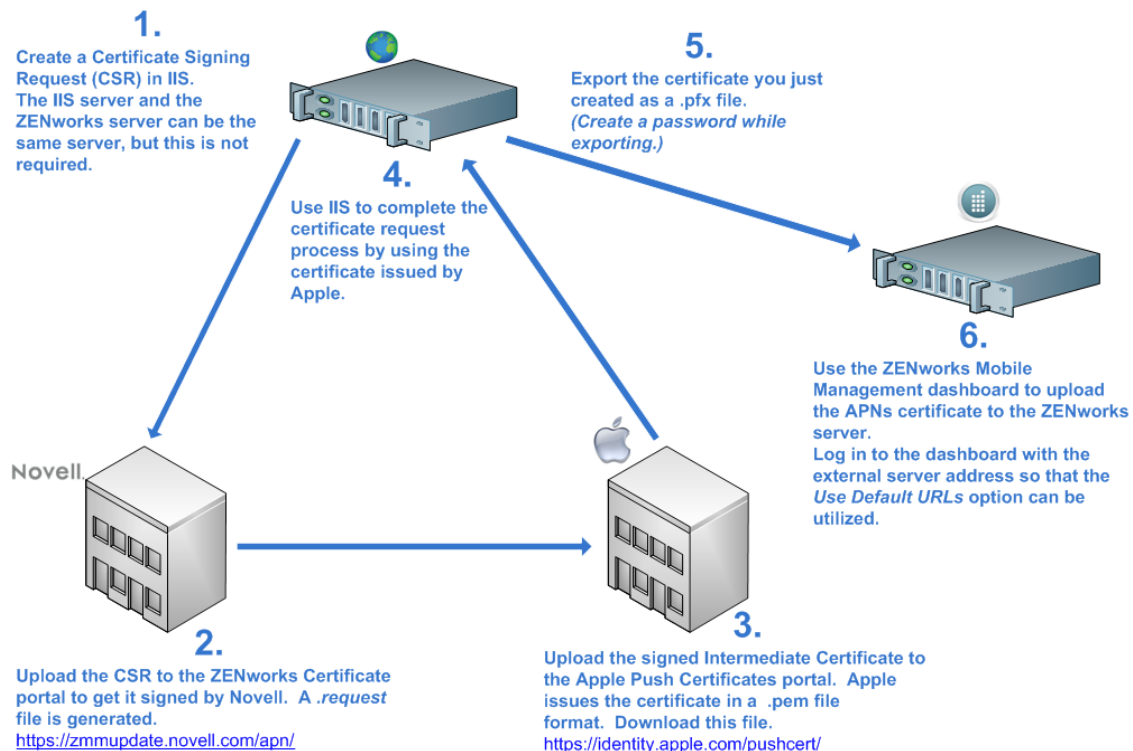 1.
Create a Certificate Signing
Request (CSR) in IIS.
The IIS server and the
ZENworks server can be the
same server, but this is not
required.
5.
Export the certificate you just
created as a .pfx file.
(Create a password while
exporting.)
4.
Use IIS to complete the
certificate request
process by using the
certificate issued by
Apple.
6.
Use the ZENworks Mobile
Management dashboard to upload
the APNs certificate to the ZENworks
server.
Log in to the dashboard with the
external server address so that the
Use Default URLs option can be
utilized.
Novell.
2.
Upload the CSR to the ZENworks Certificate
portal to get it signed by Novell. A .request
file is generated.
https://zmmupdate.novell.com/apn/
3.
Upload the signed Intermediate Certificate to
the Apple Push Certificates portal. Apple
issues the certificate in a .pem file
format. Download this file.
https://identity.apple.com/pushcert/